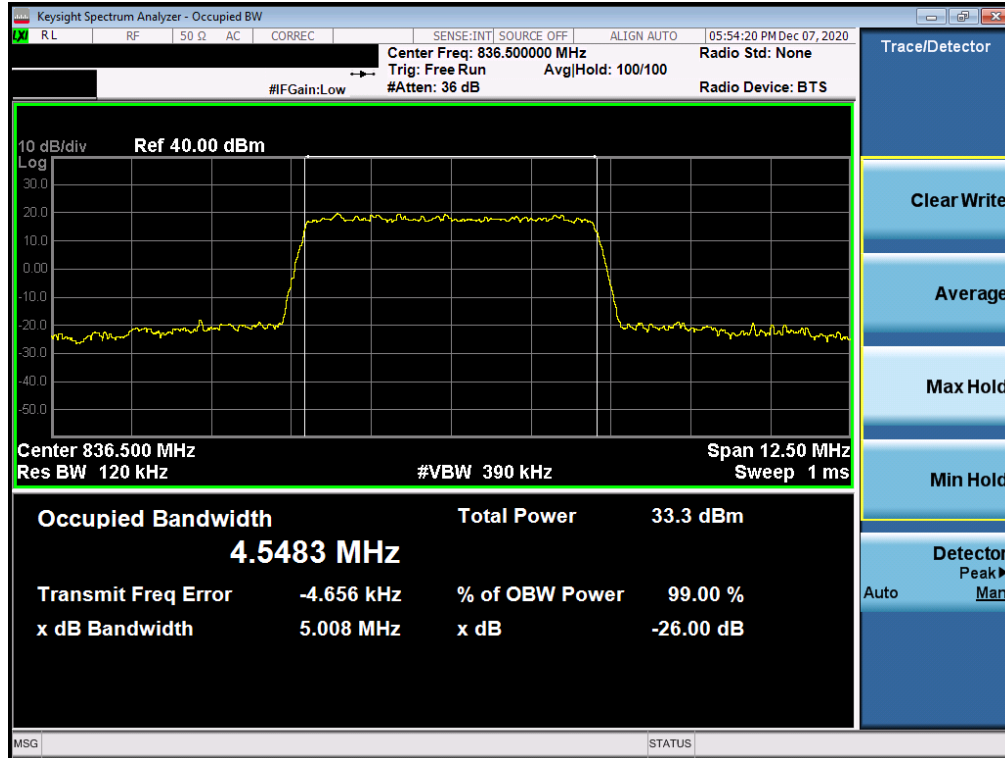 Keysight Spectrum Analyzer - Occupied BW
LXI RL RF 50 Ω AC CORREC SENSE:INT SOURCE OFF ALIGN AUTO 05:54:20 PM Dec 07, 2020
Center Freq: 836.500000 MHz Radio Std: None
Trig: Free Run Avg|Hold: 100/100
#IFGain:Low #Atten: 36 dB Radio Device: BTS
Trace/Detector
10 dB/div Ref 40.00 dBm
Log
30.0
20.0
10.0
0.00
-10.0
-20.0
-30.0
-40.0
-50.0
Center 836.500 MHz Span 12.50 MHz
Res BW 120 kHz #VBW 390 kHz Sweep 1 ms
Occupied Bandwidth Total Power 33.3 dBm
4.5483 MHz
Transmit Freq Error -4.656 kHz % of OBW Power 99.00 %
x dB Bandwidth 5.008 MHz x dB -26.00 dB
Clear Write
Average
Max Hold
Min Hold
Detector
Peak▶
Auto Man
MSG STATUS